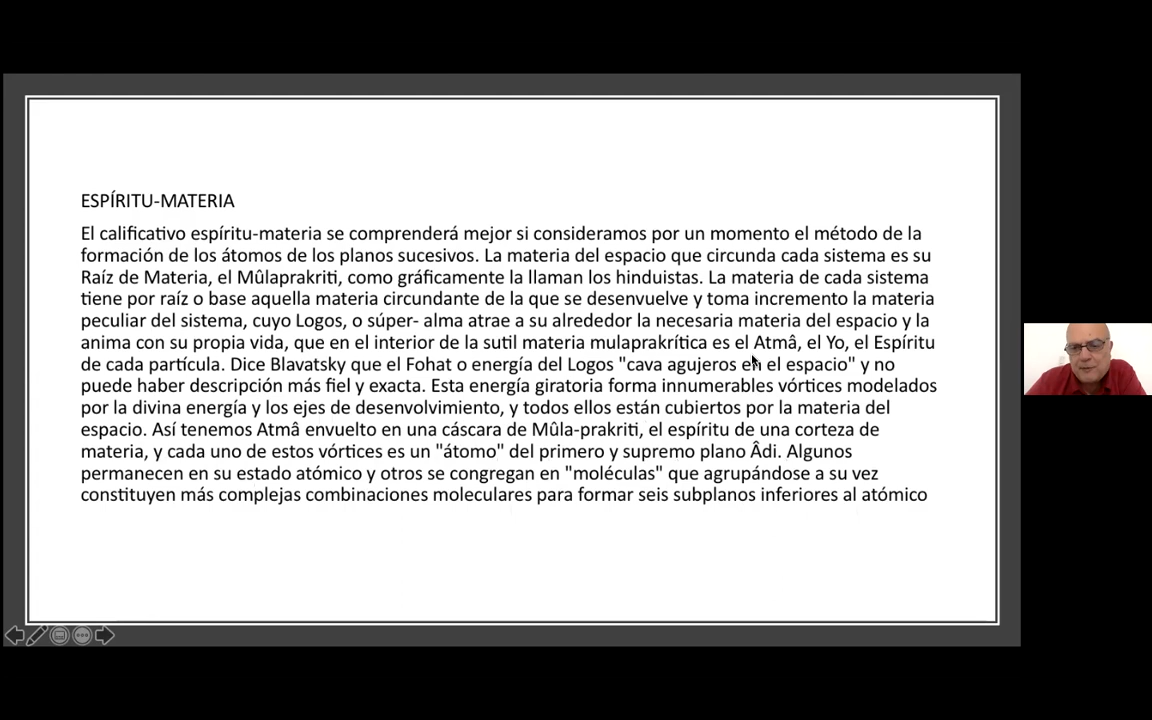 ESPÍRITU-MATERIA
El calificativo espíritu-materia se comprenderá mejor si consideramos por un momento el método de la
formación de los átomos de los planos sucesivos. La materia del espacio que circunda cada sistema es su
Raíz de Materia, el Mûlaprakriti, como gráficamente la llaman los hinduistas. La materia de cada sistema
tiene por raíz o base aquella materia circundante de la que se desenvuelve y toma incremento la materia
peculiar del sistema, cuyo Logos, o súper- alma atrae a su alrededor la necesaria materia del espacio y la
anima con su propia vida, que en el interior de la sutil materia mulaprakrítica es el Atmâ, el Yo, el Espíritu
de cada partícula. Dice Blavatsky que el Fohat o energía del Logos "cava agujeros en el espacio" y no
puede haber descripción más fiel y exacta. Esta energía giratoria forma innumerables vórtices modelados
por la divina energía y los ejes de desenvolvimiento, y todos ellos están cubiertos por la materia del
espacio. Así tenemos Atmâ envuelto en una cáscara de Mûla-prakriti, el espíritu de una corteza de
materia, y cada uno de estos vórtices es un "átomo" del primero y supremo plano Âdi. Algunos
permanecen en su estado atómico y otros se congregan en "moléculas" que agrupándose a su vez
constituyen más complejas combinaciones moleculares para formar seis subplanos inferiores al atómico